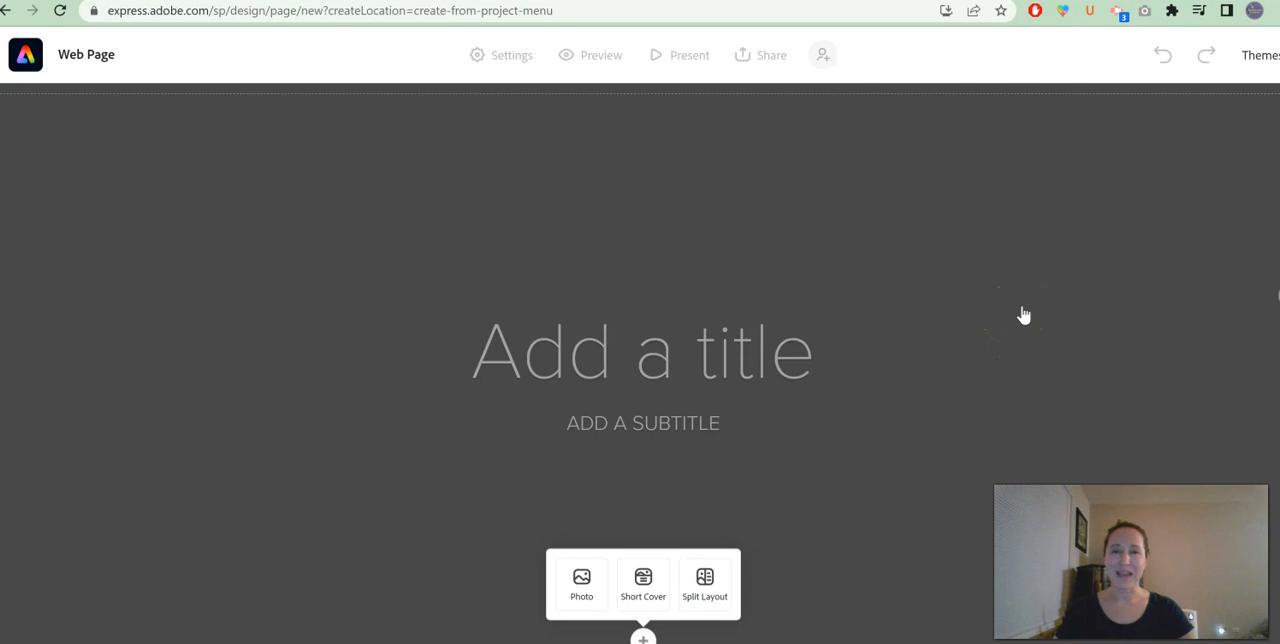 express.adobe.com/sp/design/page/new?createLocation=create-from-project-menu
U
3
Web Page
Settings
Preview
Present
Share
Themes
Add a title
ADD A SUBTITLE
Photo
Short Cover
Split Layout